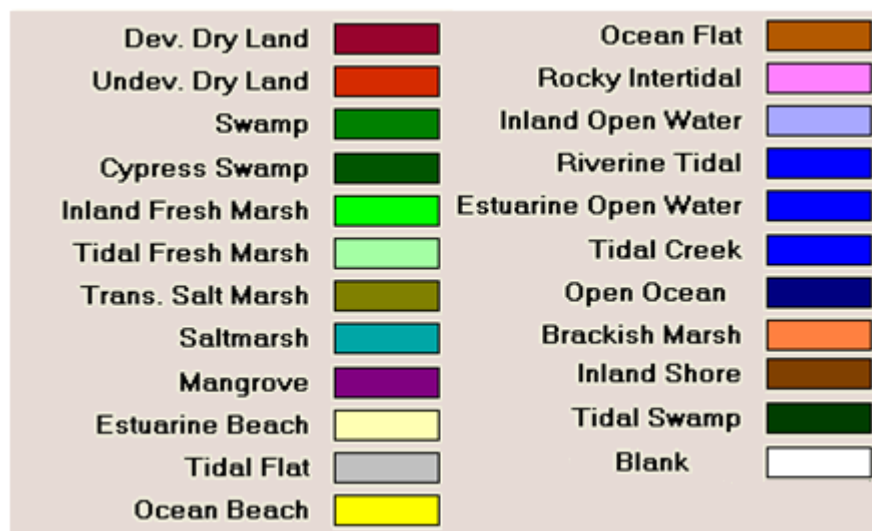 Dev. Dry Land
Undev. Dry Land
Swamp
Cypress Swamp
Inland Fresh Marsh
Tidal Fresh Marsh
Trans. Salt Marsh
Saltmarsh
Mangrove
Estuarine Beach
Tidal Flat
Ocean Beach
Ocean Flat
Rocky Intertidal
Inland Open Water
Riverine Tidal
Estuarine Open Water
Tidal Creek
Open Ocean
Brackish Marsh
Inland Shore
Tidal Swamp
Blank